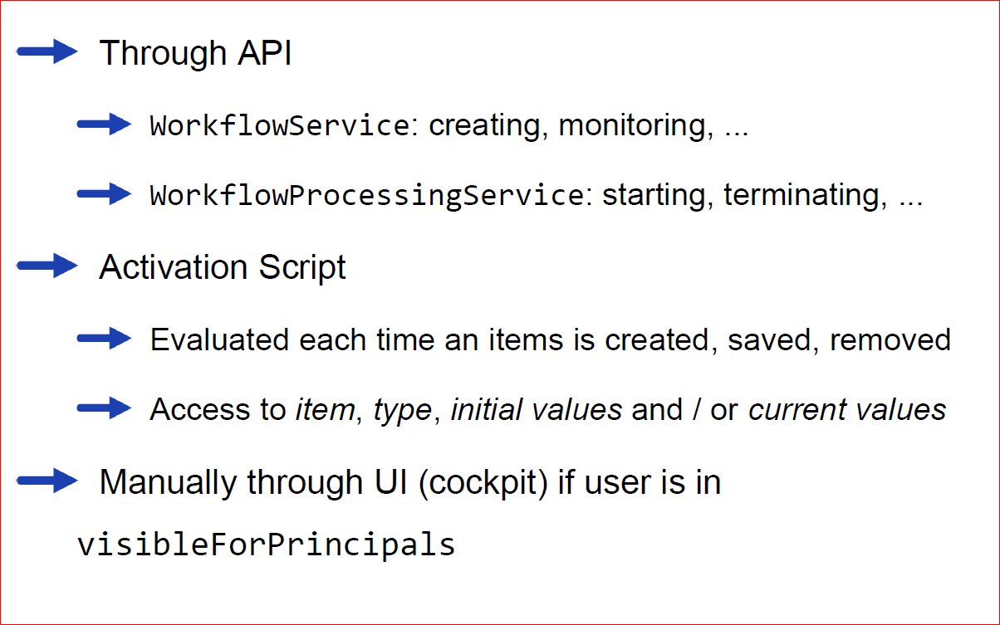 Through API
WorkflowService: creating, monitoring, ...
WorkflowProcessingService: starting, terminating, ...
Activation Script
Evaluated each time an items is created, saved, removed
Access to item, type, initial values and / or current values
Manually through UI (cockpit) if user is in
visibleForPrincipals